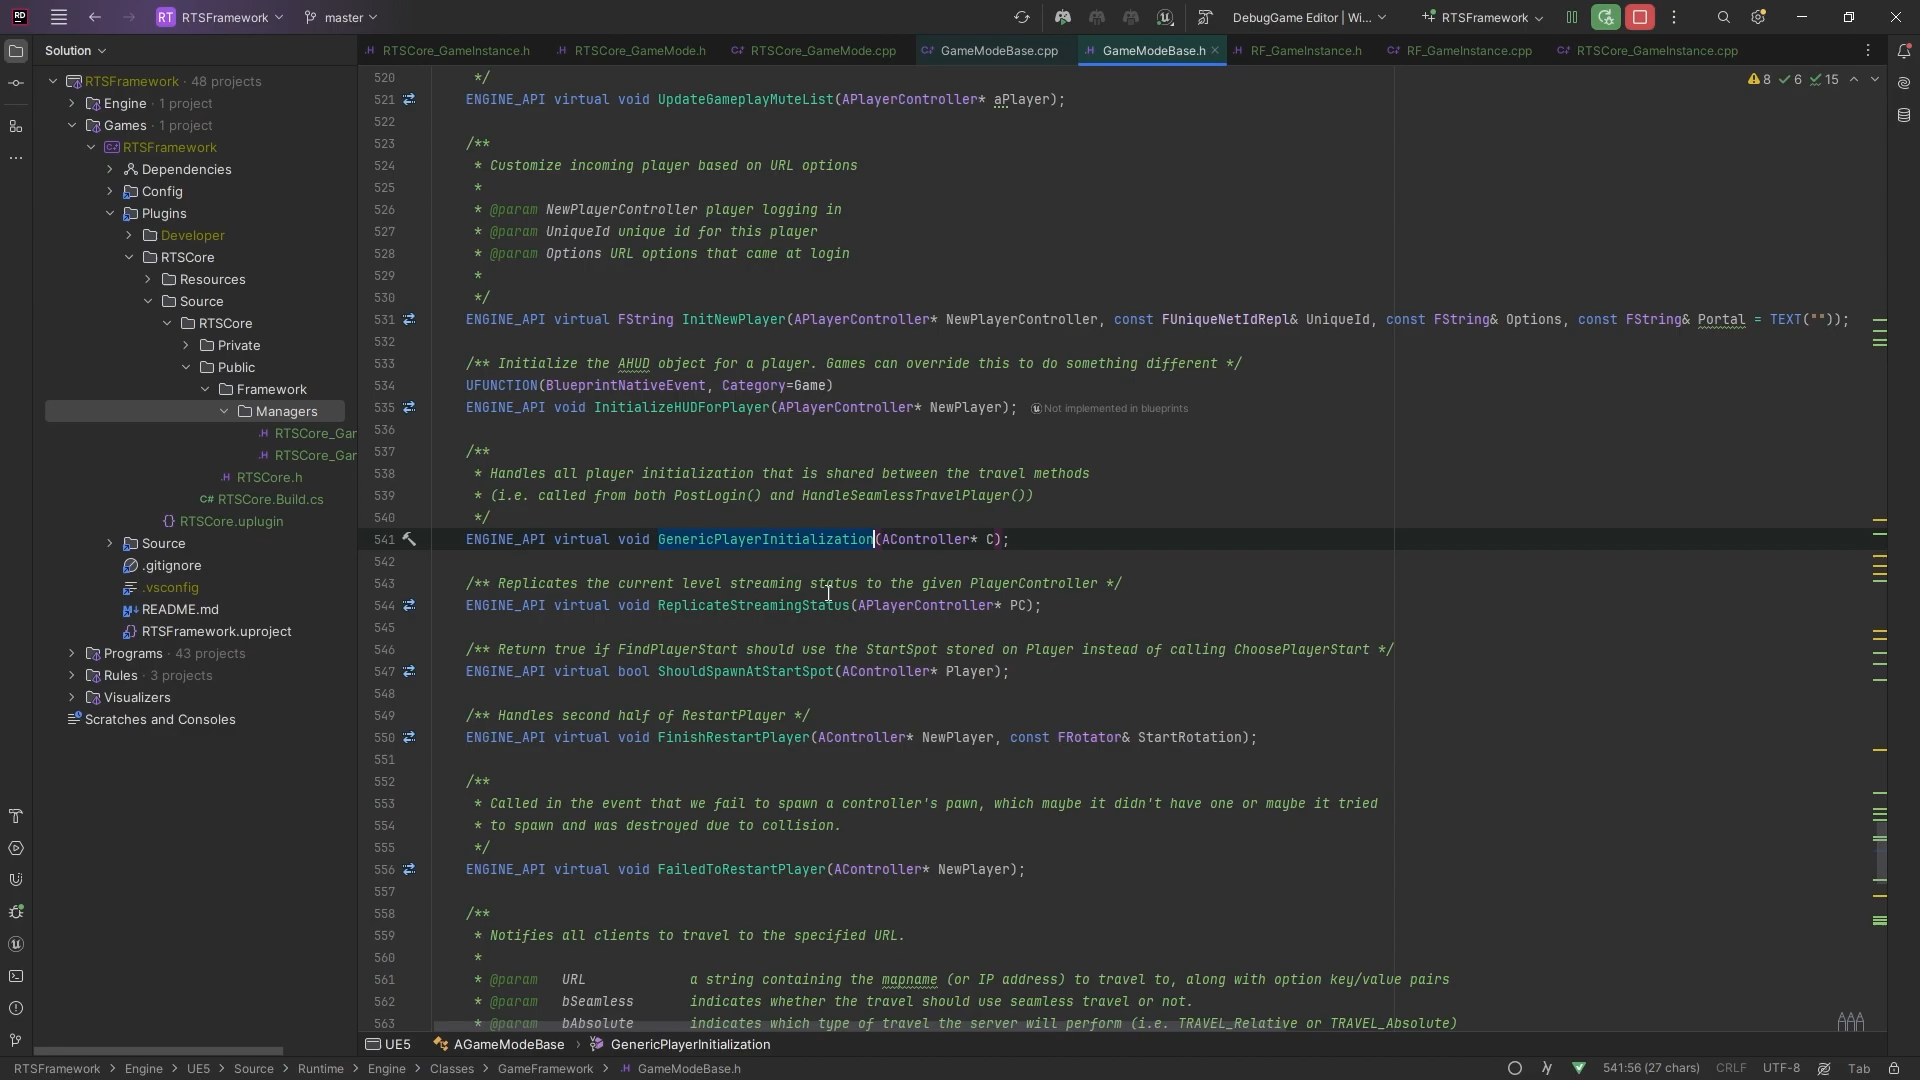 RD RT RTSFramework master DebugGame Editor | Wi... RTSFramework
Solution
RTSCore_GameInstance.h RTSCore_GameMode.h RTSCore_GameMode.cpp GameModeBase.cpp GameModeBase.h RF_GameInstance.h RF_GameInstance.cpp RTSCore_GameInstance.cpp
RTSFramework · 48 projects
Engine · 1 project
Games · 1 project
RTSFramework
Dependencies
Config
Plugins
Developer
RTSCore
Resources
Source
RTSCore
Private
Public
Framework
Managers
RTSCore_Gar
RTSCore_Gar
RTSCore.h
C# RTSCore.Build.cs
RTSCore.uplugin
Source
.gitignore
.vsconfig
README.md
RTSFramework.uproject
Programs · 43 projects
Rules · 3 projects
Visualizers
Scratches and Consoles
8 6 15
520 */
521 ENGINE_API virtual void UpdateGameplayMuteList(APlayerController* aPlayer);
522
523 /**
524 * Customize incoming player based on URL options
525 *
526 * @param NewPlayerController player logging in
527 * @param UniqueId unique id for this player
528 * @param Options URL options that came at login
529 *
530 */
531 ENGINE_API virtual FString InitNewPlayer(APlayerController* NewPlayerController, const FUniqueNetIdRepl& UniqueId, const FString& Options, const FString& Portal = TEXT(""));
532
533 /** Initialize the AHUD object for a player. Games can override this to do something different */
534 UFUNCTION(BlueprintNativeEvent, Category=Game)
535 ENGINE_API void InitializeHUDForPlayer(APlayerController* NewPlayer); Not implemented in blueprints
536
537 /**
538 * Handles all player initialization that is shared between the travel methods
539 * (i.e. called from both PostLogin() and HandleSeamlessTravelPlayer())
540 */
541 ENGINE_API virtual void GenericPlayerInitialization(AController* C);
542
543 /** Replicates the current level streaming status to the given PlayerController */
544 ENGINE_API virtual void ReplicateStreamingStatus(APlayerController* PC);
545
546 /** Return true if FindPlayerStart should use the StartSpot stored on Player instead of calling ChoosePlayerStart */
547 ENGINE_API virtual bool ShouldSpawnAtStartSpot(AController* Player);
548
549 /** Handles second half of RestartPlayer */
550 ENGINE_API virtual void FinishRestartPlayer(AController* NewPlayer, const FRotator& StartRotation);
551
552 /**
553 * Called in the event that we fail to spawn a controller's pawn, which maybe it didn't have one or maybe it tried
554 * to spawn and was destroyed due to collision.
555 */
556 ENGINE_API virtual void FailedToRestartPlayer(AController* NewPlayer);
557
558 /**
559 * Notifies all clients to travel to the specified URL.
560 *
561 * @param URL a string containing the mapname (or IP address) to travel to, along with option key/value pairs
562 * @param bSeamless indicates whether the travel should use seamless travel or not.
563 * @param bAbsolute indicates which type of travel the server will perform (i.e. TRAVEL_Relative or TRAVEL_Absolute)
UE5 AGameModeBase › GenericPlayerInitialization
RTSFramework › Engine › UE5 › Source › Runtime › Engine › Classes › GameFramework › GameModeBase.h 541:56 (27 chars) CRLF UTF-8 Tab